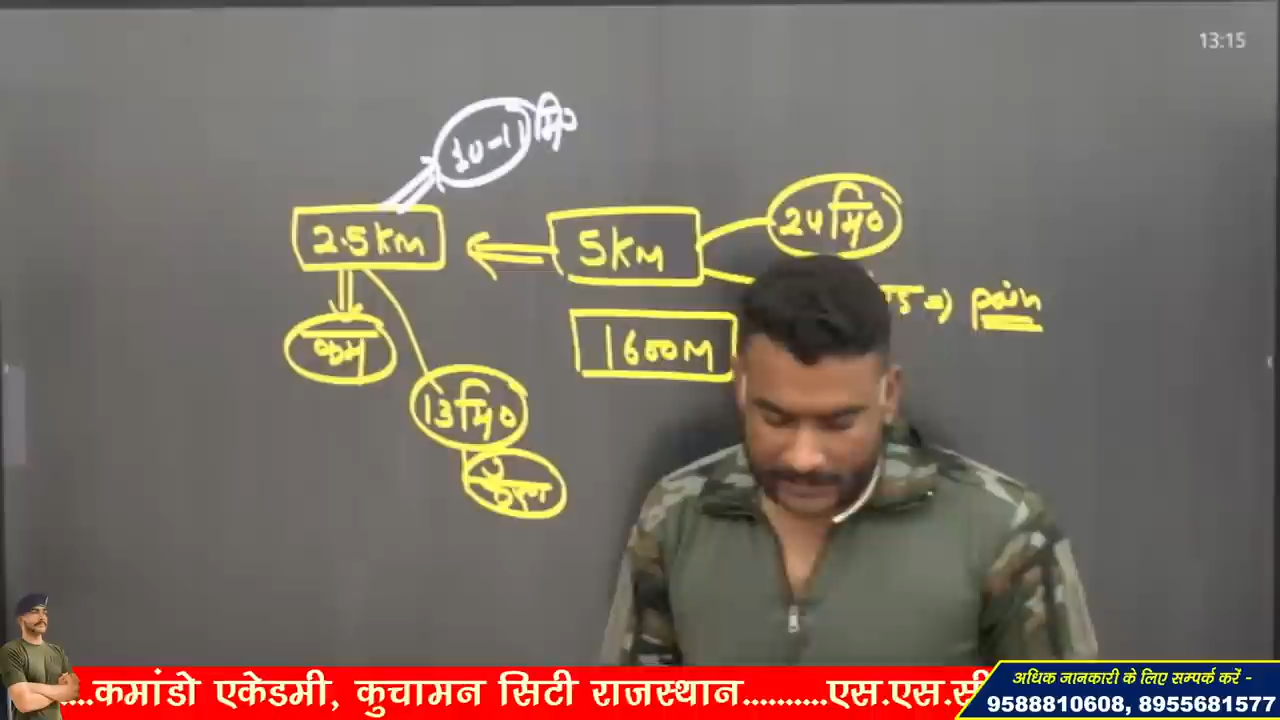 13:15
10-11 मि०
2.5KM
5KM
24 मि०
=) pain
कम
1600M
13 मि०
....कमांडो एकेडमी, कुचामन सिटी राजस्थान..........एस.एस.सी
अधिक जानकारी के लिए सम्पर्क करें -
9588810608, 8955681577